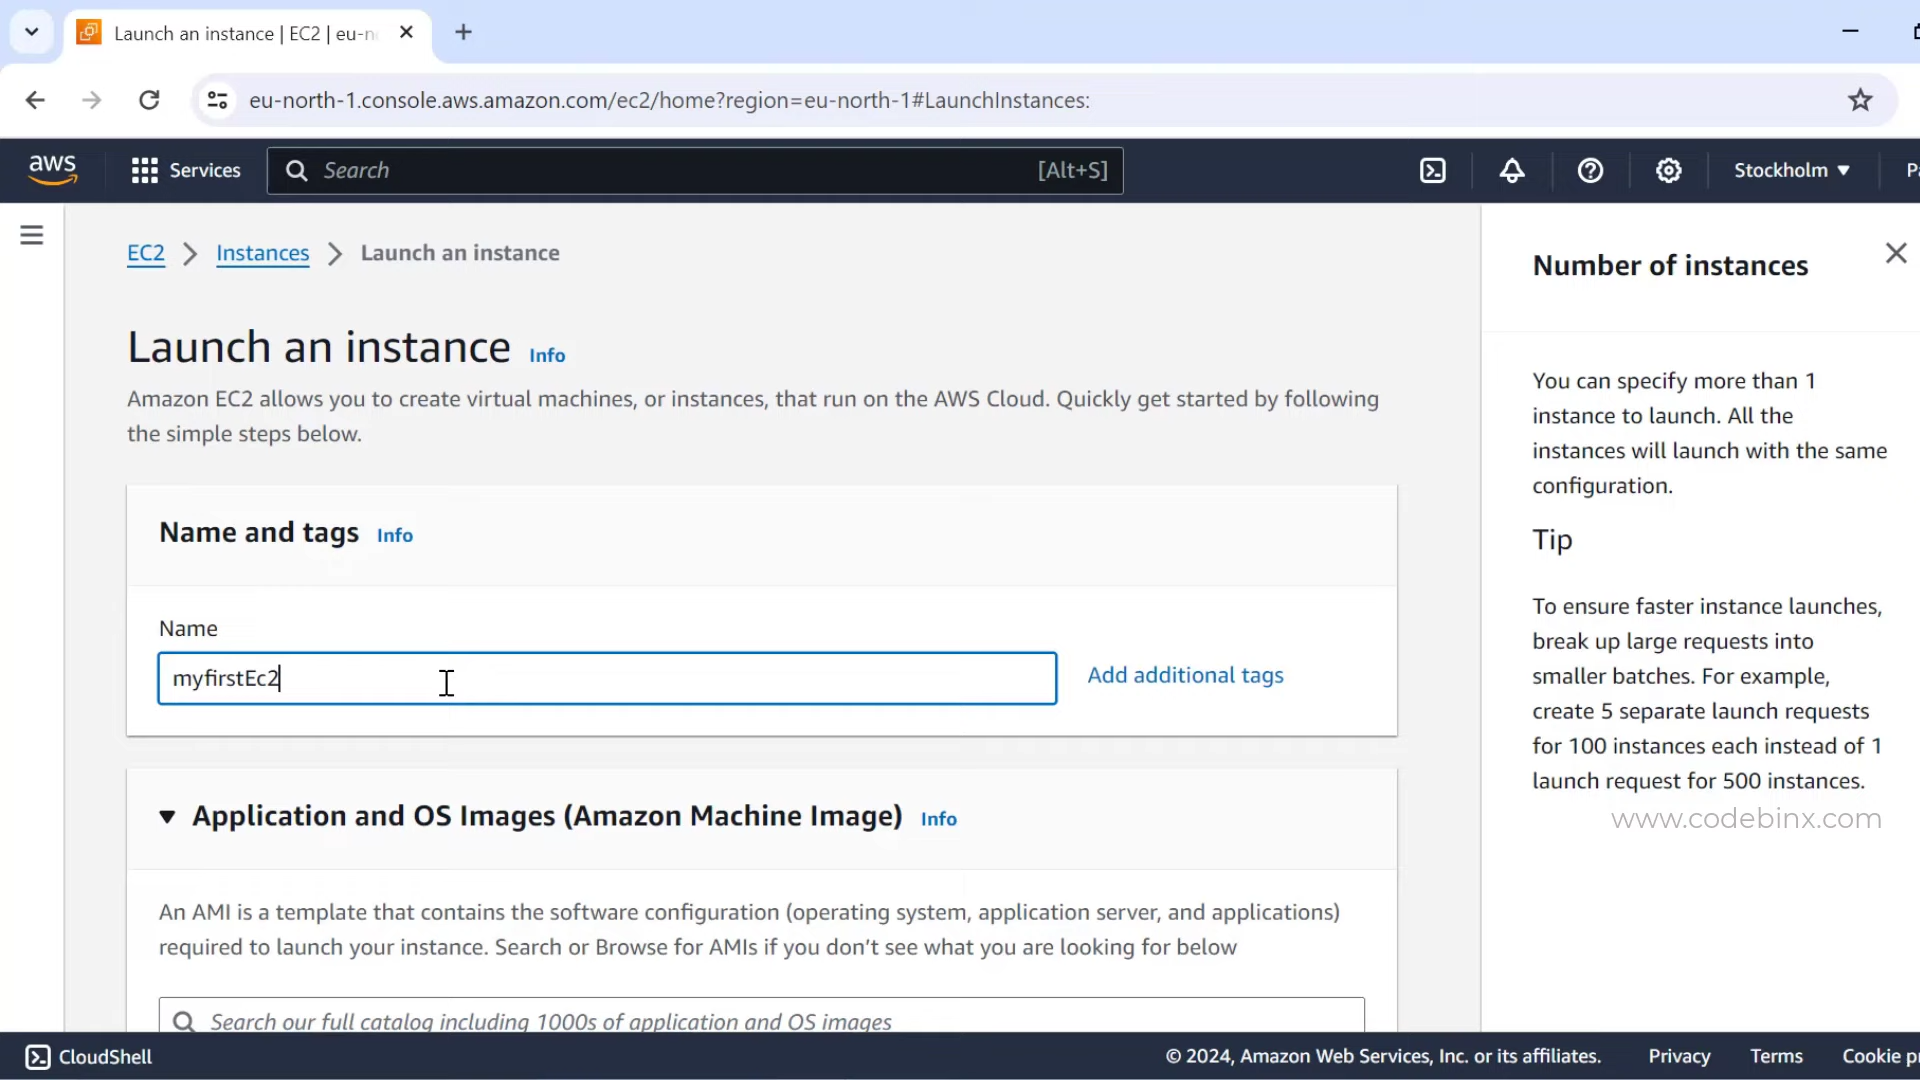 Launch an instance | EC2 | eu-n
eu-north-1.console.aws.amazon.com/ec2/home?region=eu-north-1#LaunchInstances:
aws
Services
Search
[Alt+S]
Stockholm
EC2
Instances
Launch an instance
Launch an instance Info
Amazon EC2 allows you to create virtual machines, or instances, that run on the AWS Cloud. Quickly get started by following
the simple steps below.
Name and tags Info
Name
myfirstEc2
Add additional tags
Application and OS Images (Amazon Machine Image) Info
An AMI is a template that contains the software configuration (operating system, application server, and applications)
required to launch your instance. Search or Browse for AMIs if you don't see what you are looking for below
Search our full catalog including 1000s of application and OS images
Number of instances
You can specify more than 1
instance to launch. All the
instances will launch with the same
configuration.
Tip
To ensure faster instance launches,
break up large requests into
smaller batches. For example,
create 5 separate launch requests
for 100 instances each instead of 1
launch request for 500 instances.
www.codebinx.com
CloudShell
© 2024, Amazon Web Services, Inc. or its affiliates.
Privacy
Terms
Cookie